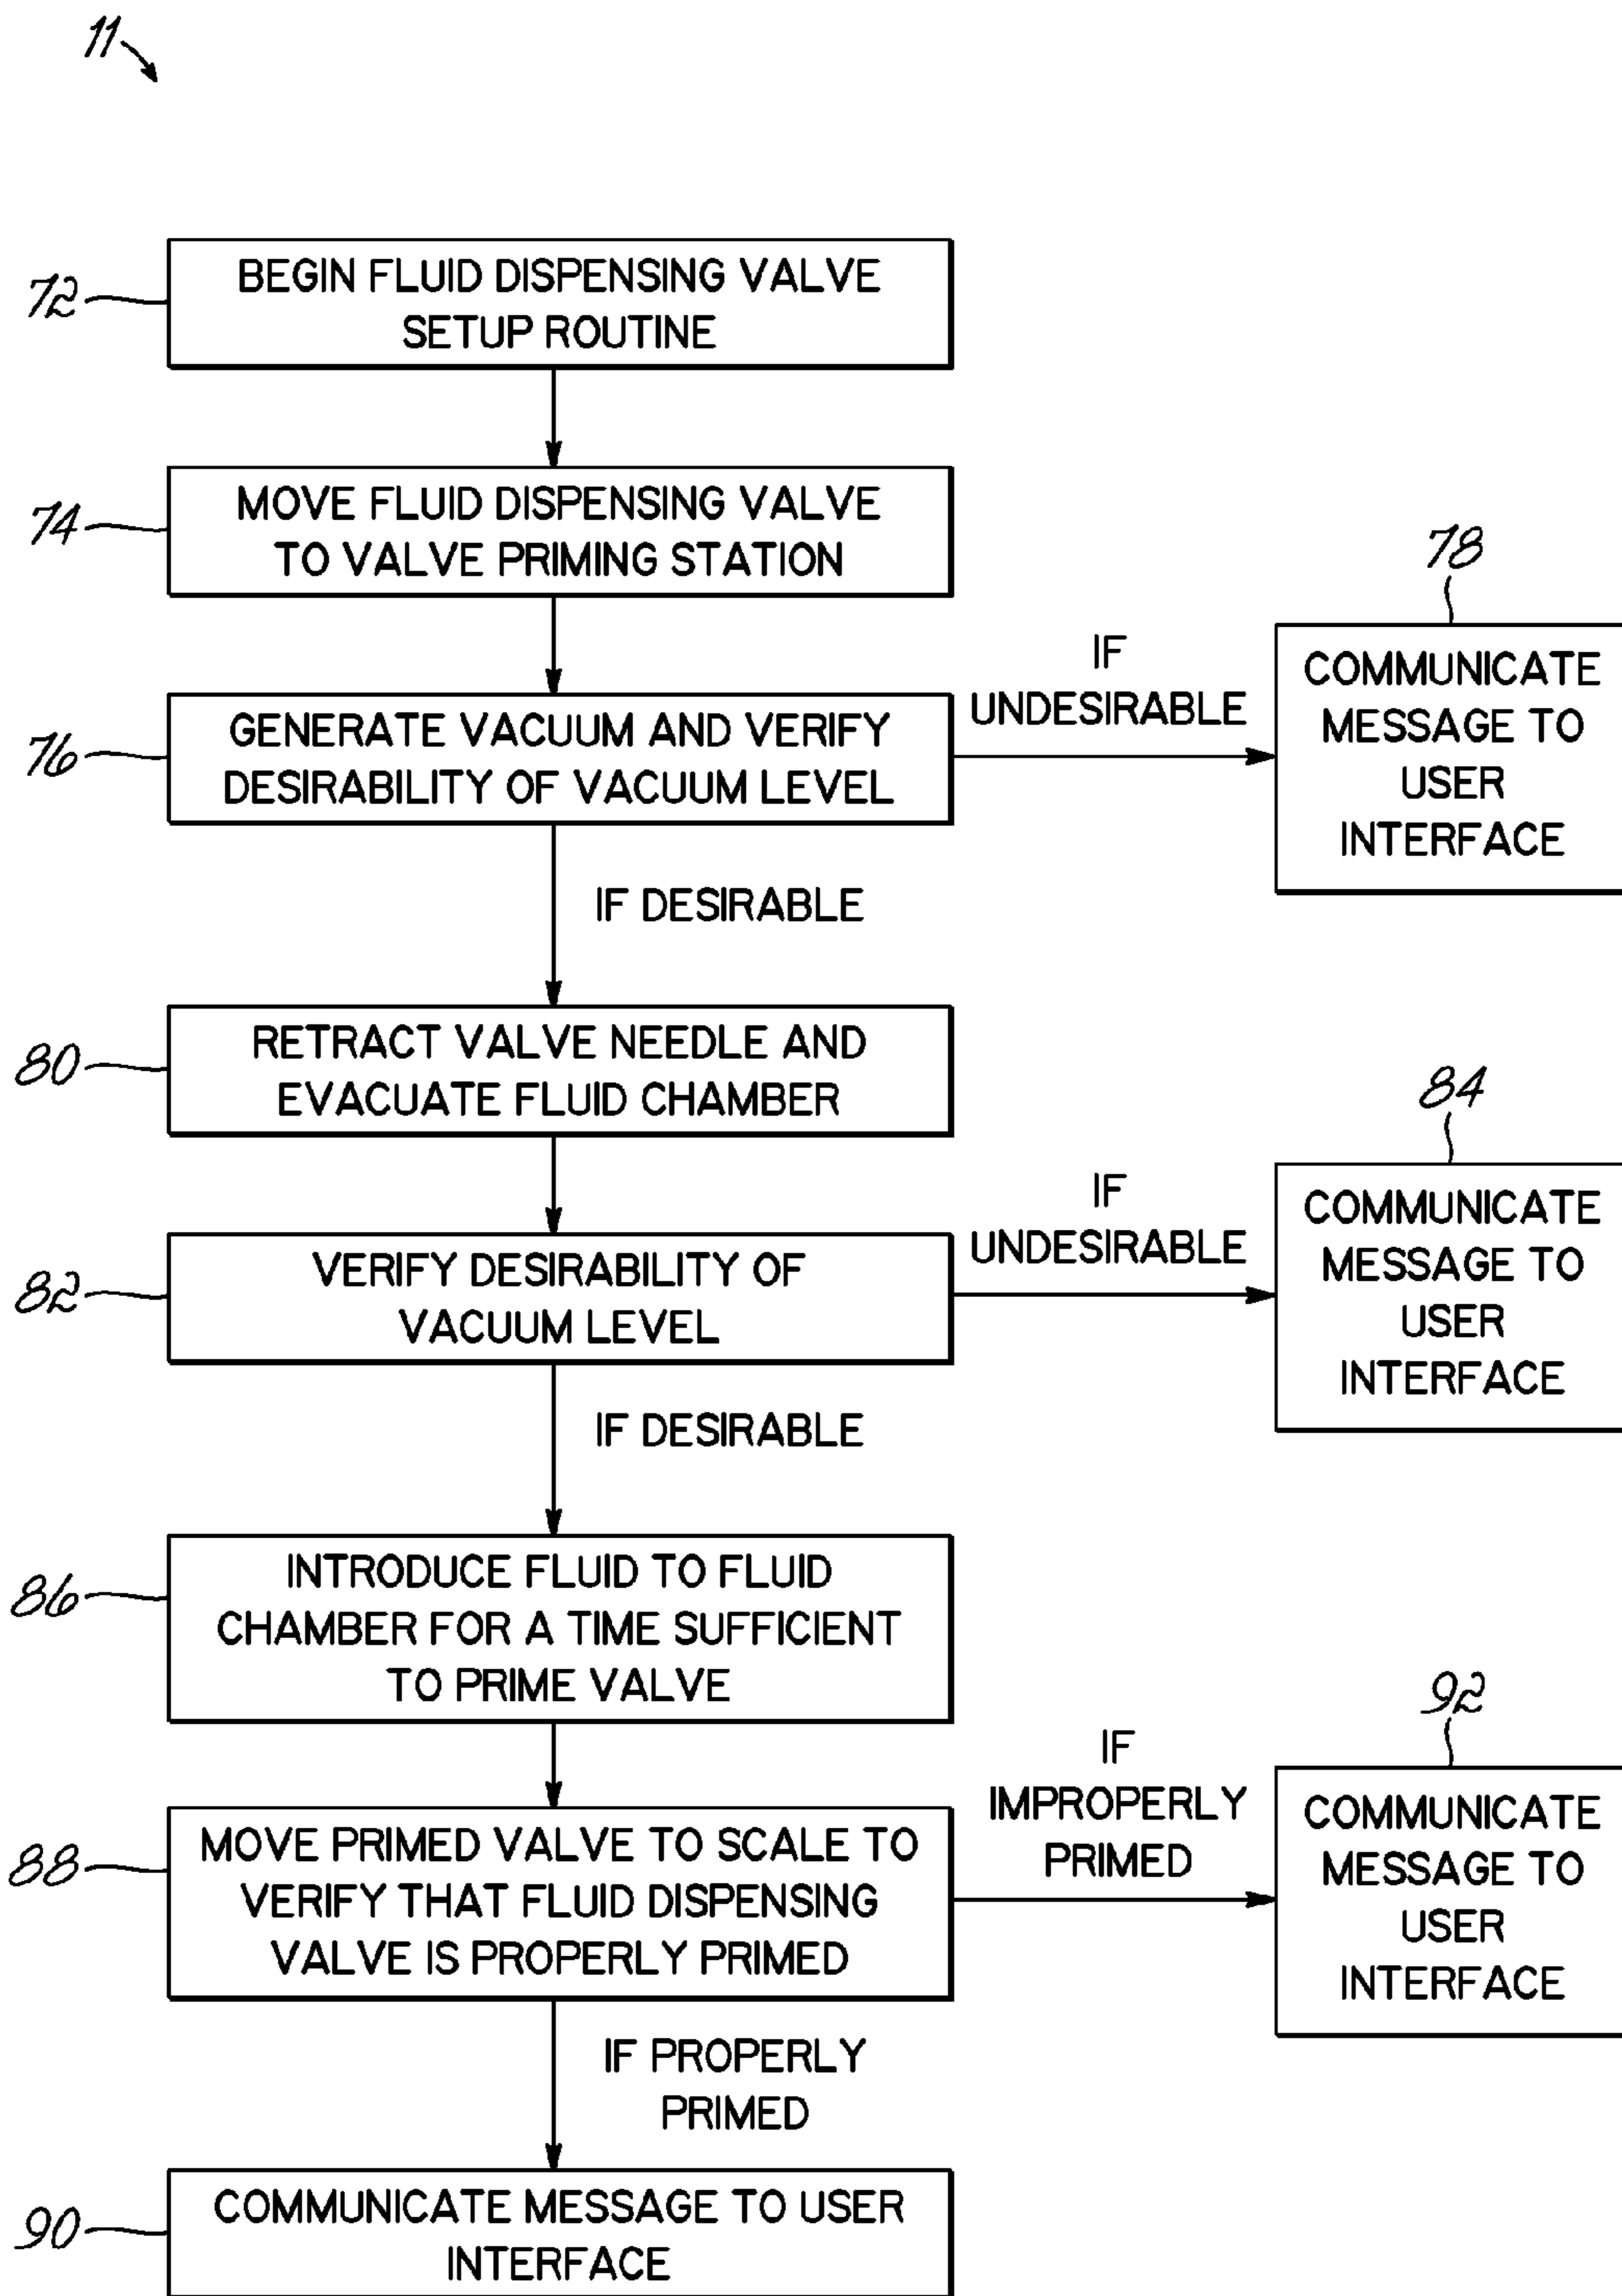 11
72
BEGIN FLUID DISPENSING VALVE
SETUP ROUTINE
74
MOVE FLUID DISPENSING VALVE
TO VALVE PRIMING STATION
76
GENERATE VACUUM AND VERIFY
DESIRABILITY OF VACUUM LEVEL
IF
UNDESIRABLE
78
COMMUNICATE
MESSAGE TO
USER
INTERFACE
IF DESIRABLE
80
RETRACT VALVE NEEDLE AND
EVACUATE FLUID CHAMBER
82
VERIFY DESIRABILITY OF
VACUUM LEVEL
IF
UNDESIRABLE
84
COMMUNICATE
MESSAGE TO
USER
INTERFACE
IF DESIRABLE
86
INTRODUCE FLUID TO FLUID
CHAMBER FOR A TIME SUFFICIENT
TO PRIME VALVE
88
MOVE PRIMED VALVE TO SCALE TO
VERIFY THAT FLUID DISPENSING
VALVE IS PROPERLY PRIMED
IF
IMPROPERLY
PRIMED
92
COMMUNICATE
MESSAGE TO
USER
INTERFACE
IF PROPERLY
PRIMED
90
COMMUNICATE MESSAGE TO USER
INTERFACE